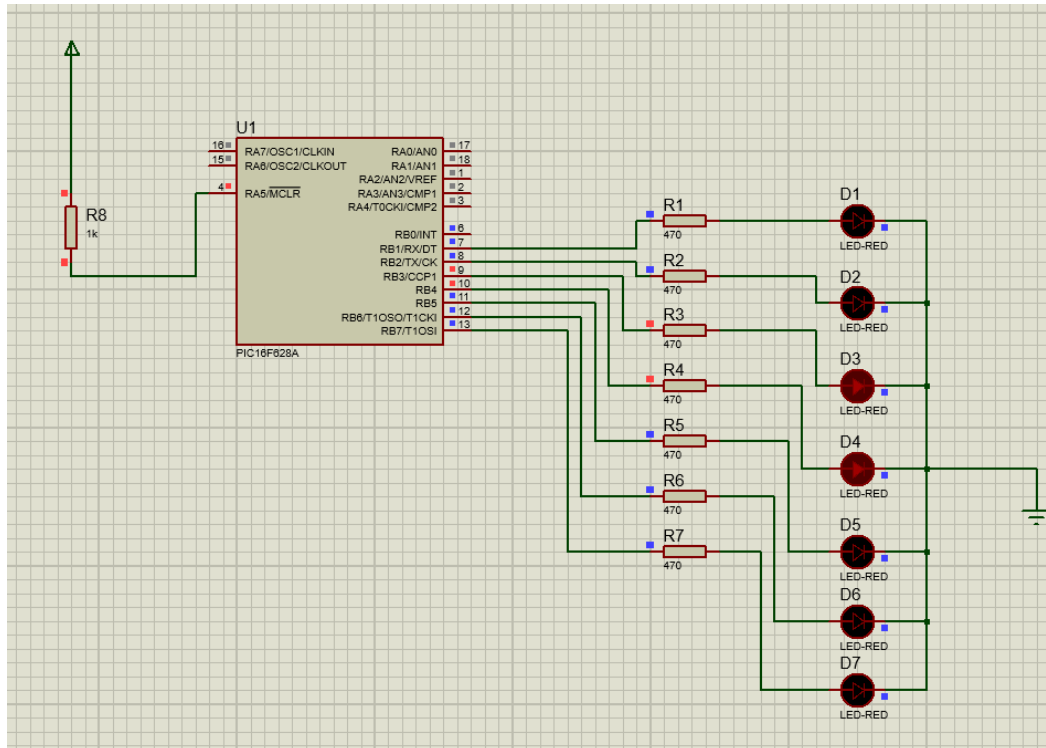 U1
16
RA7/OSC1/CLKIN
RA0/AN0
17
15
RA6/OSC2/CLKOUT
RA1/AN1
18
RA2/AN2/VREF
1
4
RA5/MCLR
RA3/AN3/CMP1
2
RA4/T0CKI/CMP2
3
RB0/INT
6
RB1/RX/DT
7
RB2/TX/CK
8
RB3/CCP1
9
RB4
10
RB5
11
RB6/T1OSO/T1CKI
12
RB7/T1OSI
13
PIC16F628A
R8
1k
R1
470
R2
470
R3
470
R4
470
R5
470
R6
470
R7
470
D1
LED-RED
D2
LED-RED
D3
LED-RED
D4
LED-RED
D5
LED-RED
D6
LED-RED
D7
LED-RED